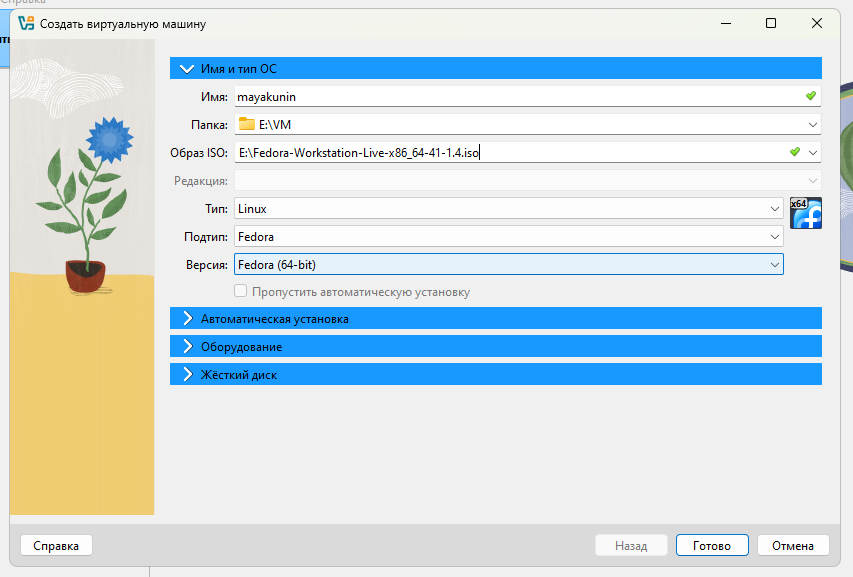 Справка
Создать виртуальную машину
Имя и тип ОС
Имя: mayakunin
Папка: E:\VM
Образ ISO: E:\Fedora-Workstation-Live-x86_64-41-1.4.iso
Редакция:
Тип: Linux
x64
Подтип: Fedora
Версия: Fedora (64-bit)
Пропустить автоматическую установку
Автоматическая установка
Оборудование
Жёсткий диск
Справка Назад Готово Отмена